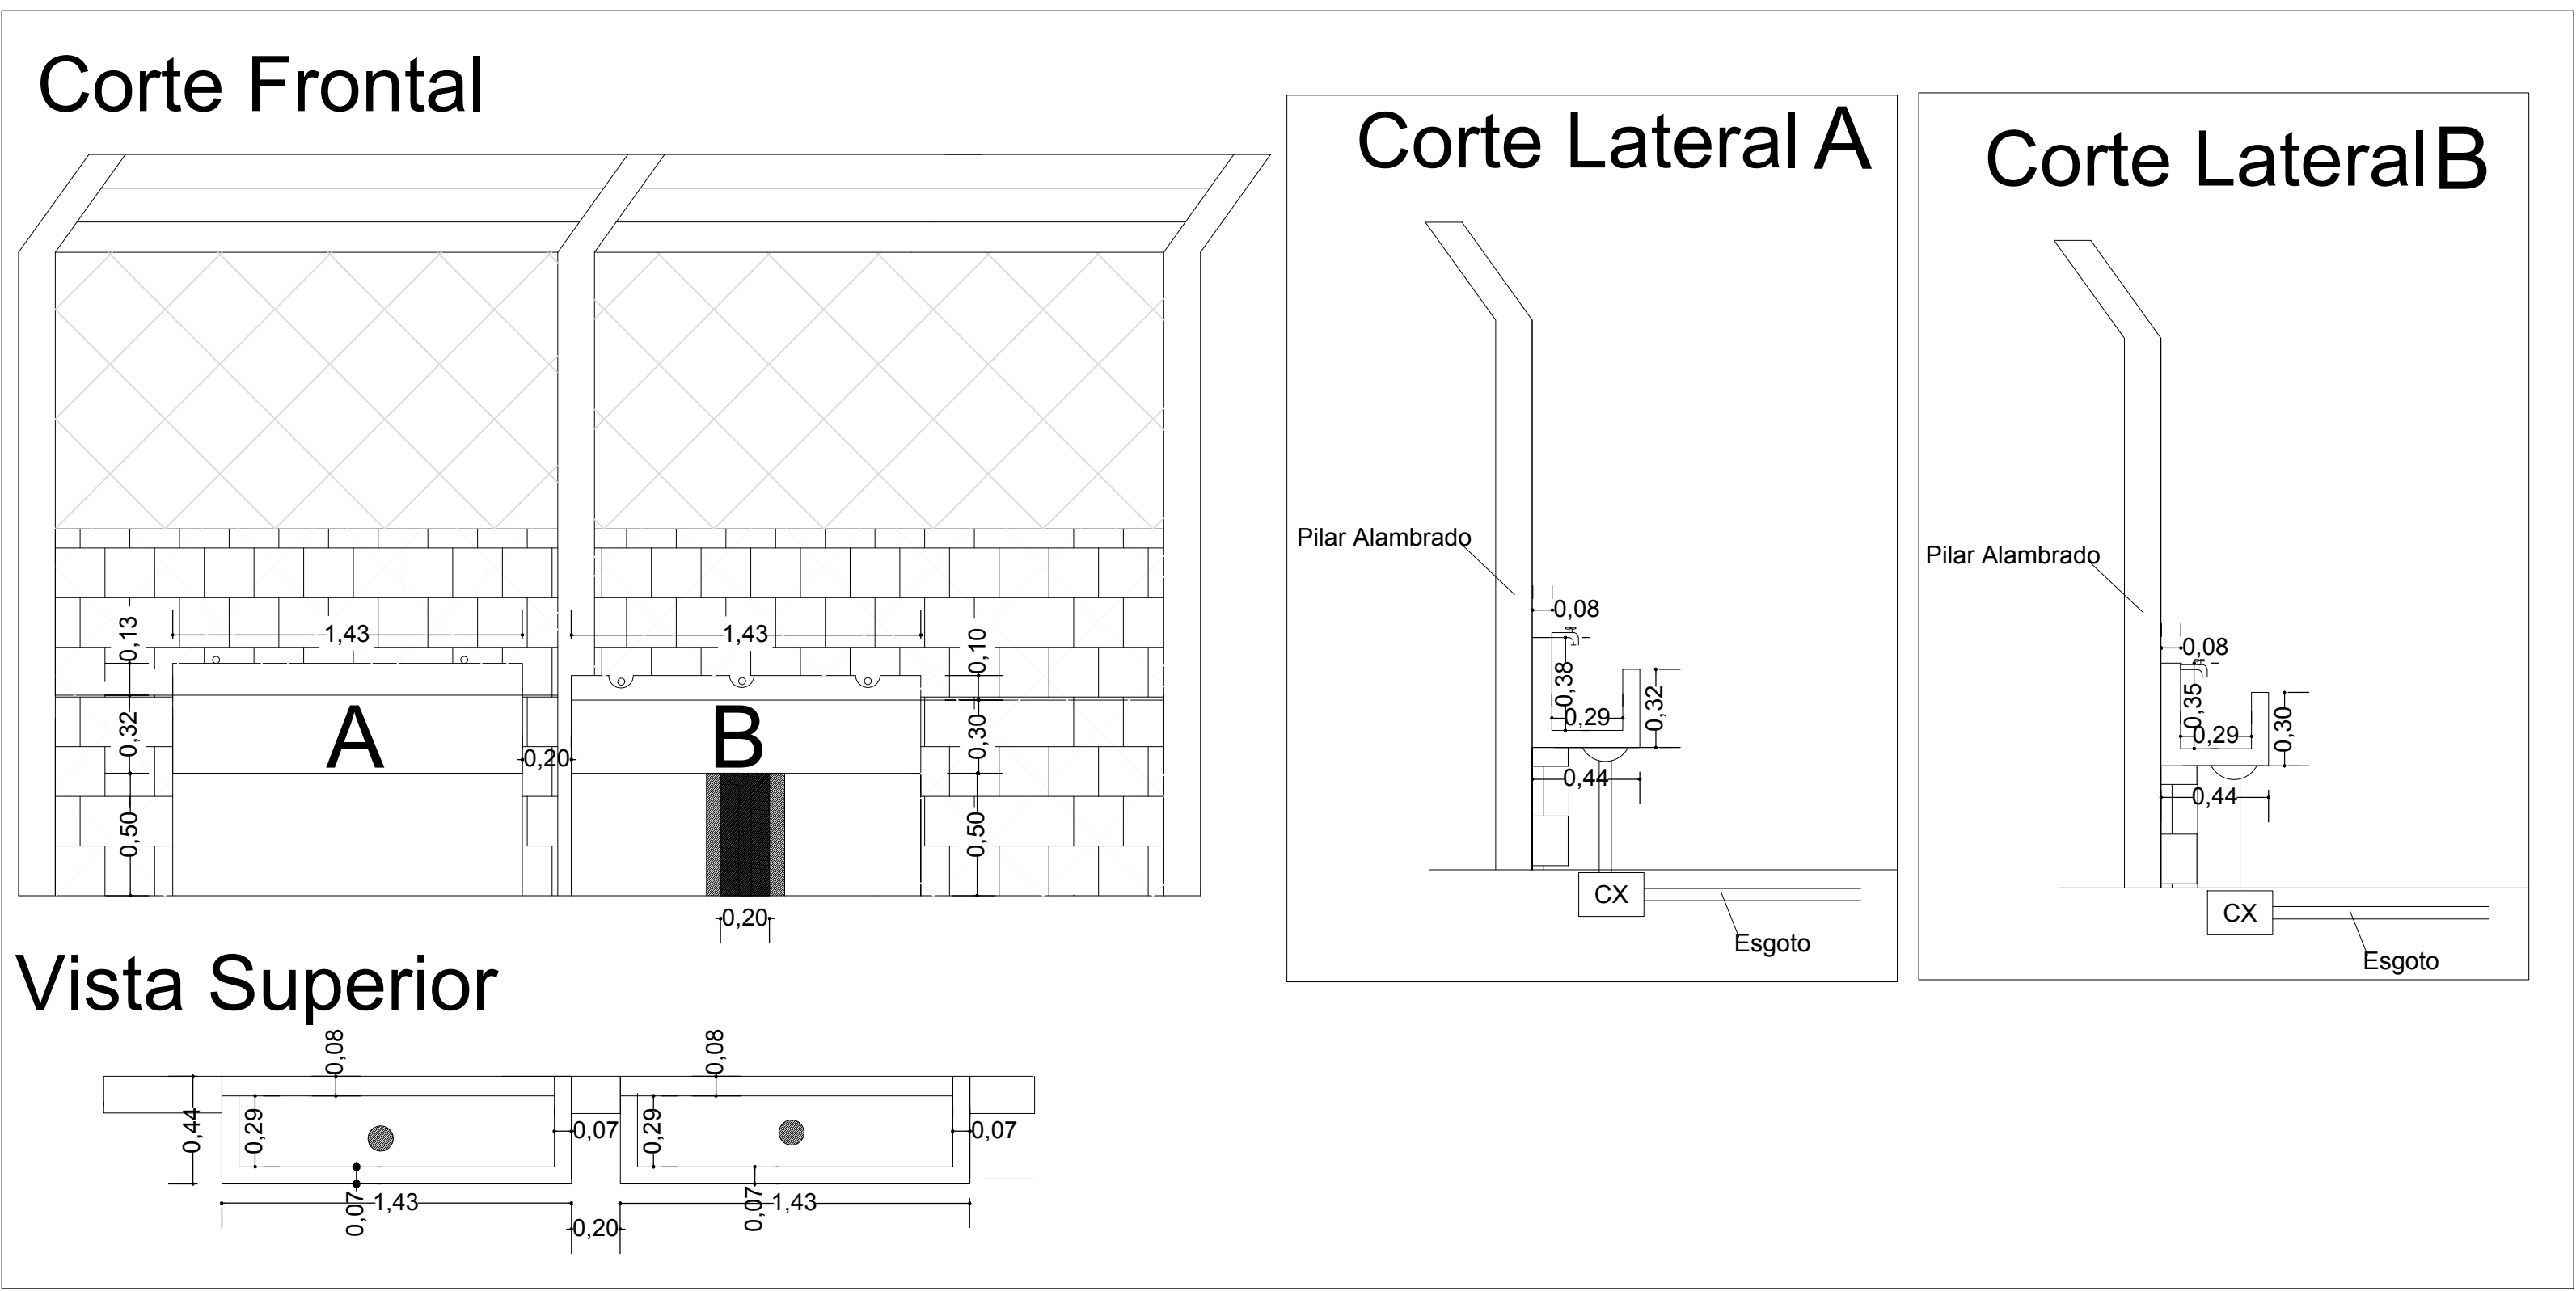 Corte Frontal
0,13
1,43
1,43
0,10
0,32
A
0,20
B
0,30
0,50
0,50
0,20
Vista Superior
0,08
0,08
0,44
0,29
0,07
0,29
0,07
0,07
1,43
0,07
1,43
0,20
Corte Lateral A
Pilar Alambrado
0,08
0,38
0,29
0,32
0,44
CX
Esgoto
Corte Lateral B
Pilar Alambrado
0,08
0,35
0,29
0,30
0,44
CX
Esgoto